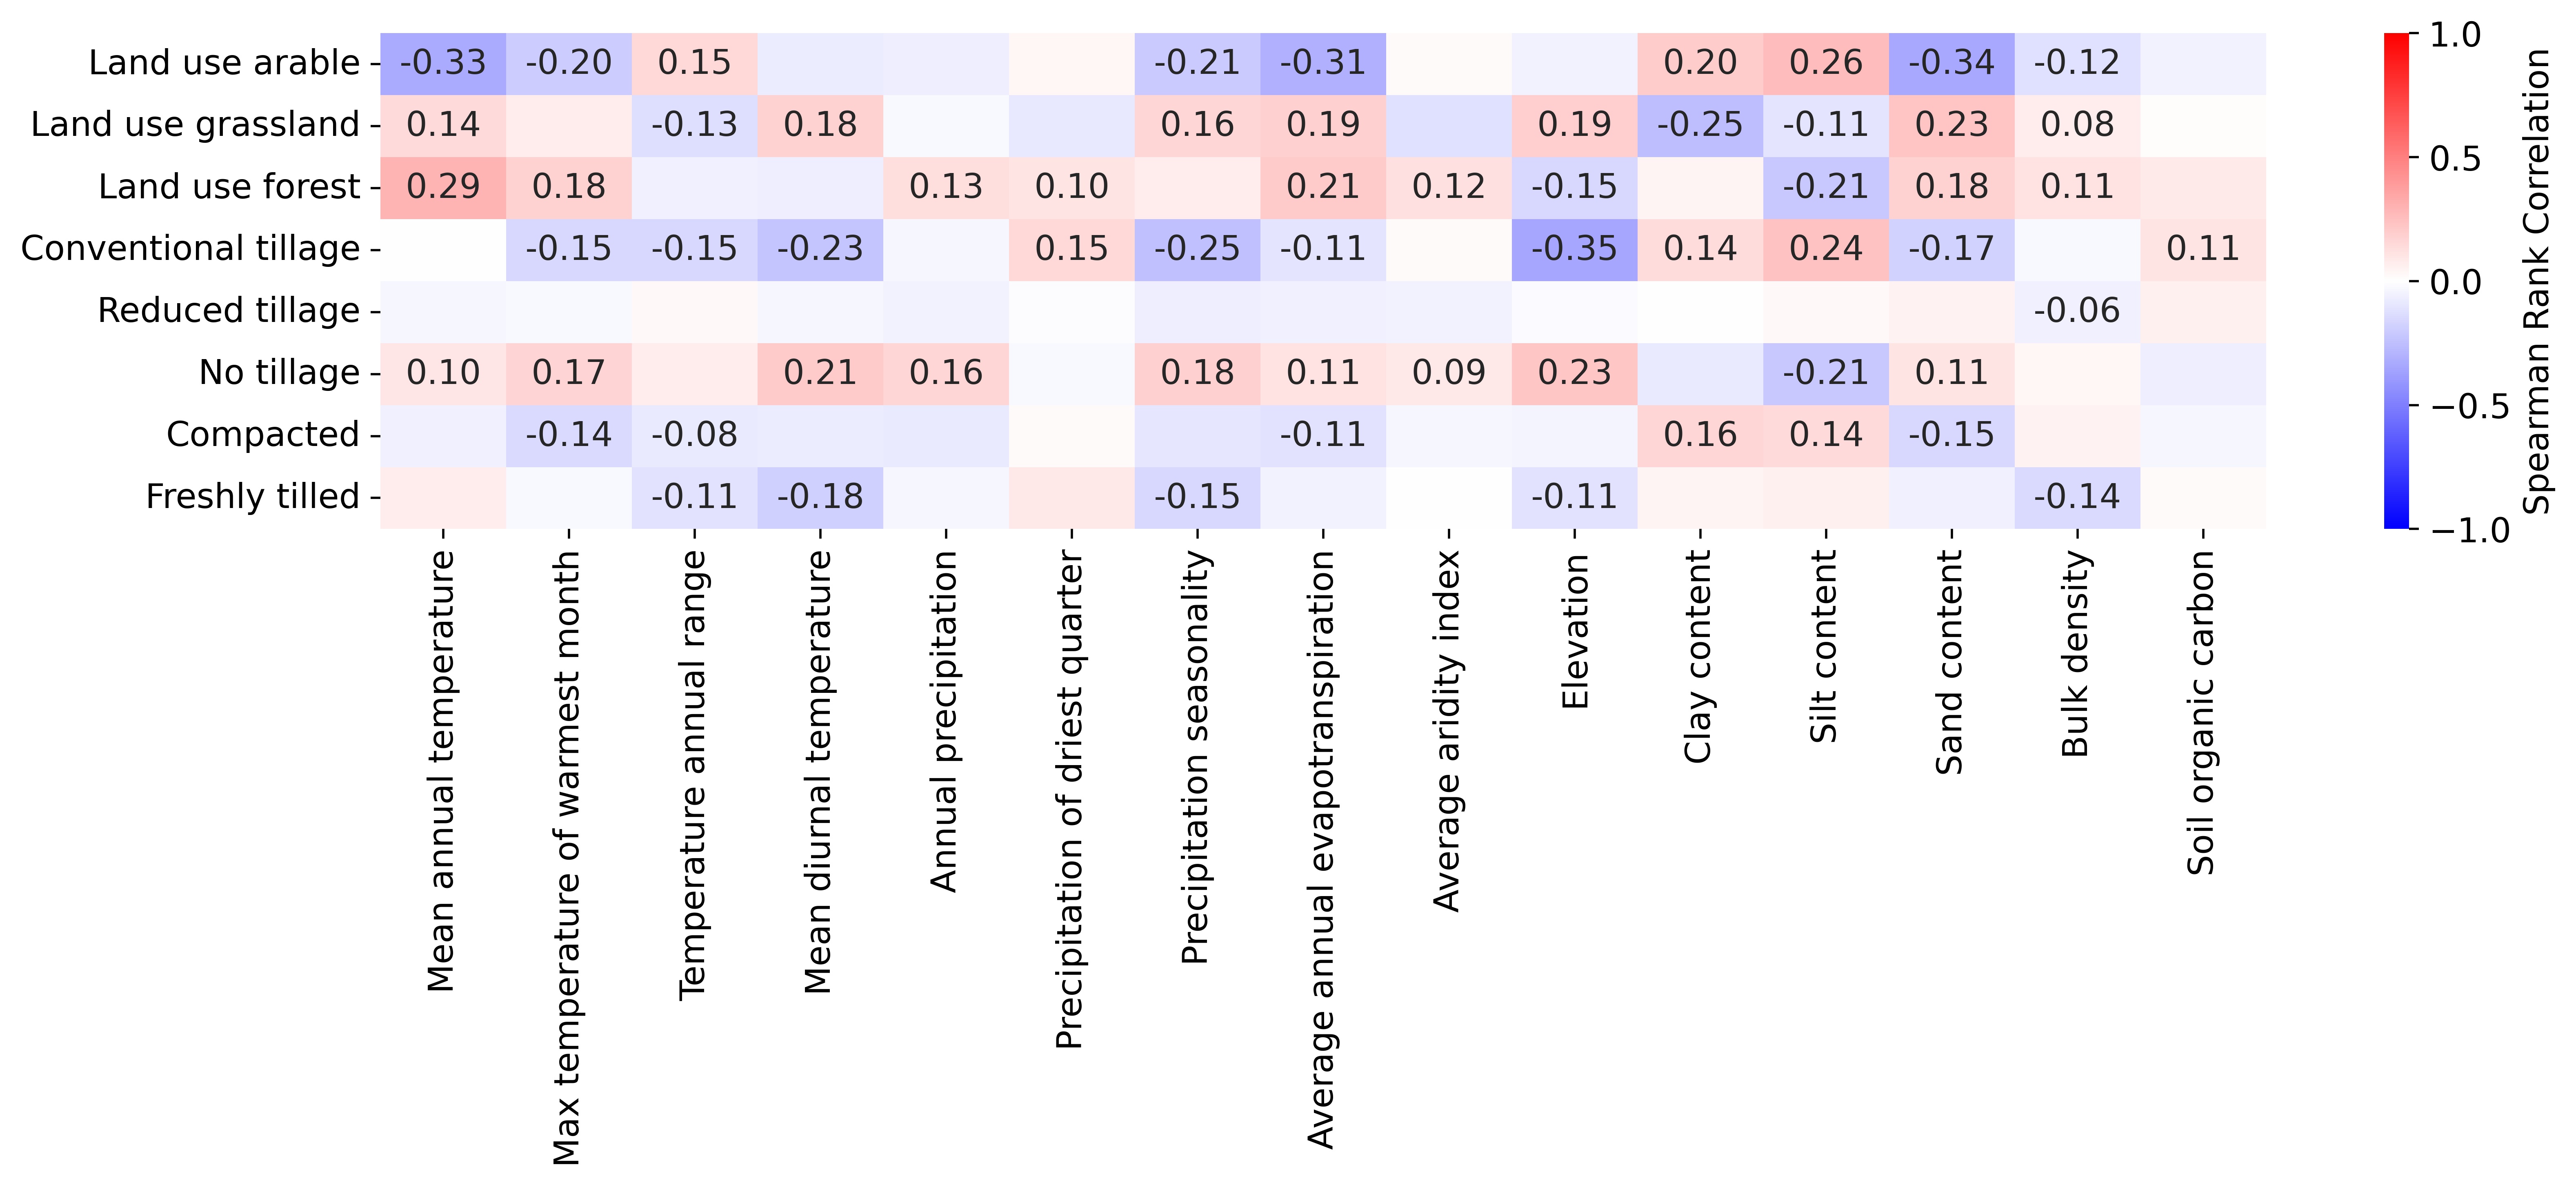 Land use arable -0.33 -0.20 0.15 -0.21 -0.31 0.20 0.26 -0.34 -0.12
Land use grassland 0.14 -0.13 0.18 0.16 0.19 0.19 -0.25 -0.11 0.23 0.08
Land use forest 0.29 0.18 0.13 0.10 0.21 0.12 -0.15 -0.21 0.18 0.11
Conventional tillage -0.15 -0.15 -0.23 0.15 -0.25 -0.11 -0.35 0.14 0.24 -0.17 0.11
Reduced tillage -0.06
No tillage 0.10 0.17 0.21 0.16 0.18 0.11 0.09 0.23 -0.21 0.11
Compacted -0.14 -0.08 -0.11 0.16 0.14 -0.15
Freshly tilled -0.11 -0.18 -0.15 -0.11 -0.14
Mean annual temperature
Max temperature of warmest month
Temperature annual range
Mean diurnal temperature
Annual precipitation
Precipitation of driest quarter
Precipitation seasonality
Average annual evapotranspiration
Average aridity index
Elevation
Clay content
Silt content
Sand content
Bulk density
Soil organic carbon
1.0
0.5
0.0
−0.5
−1.0
Spearman Rank Correlation